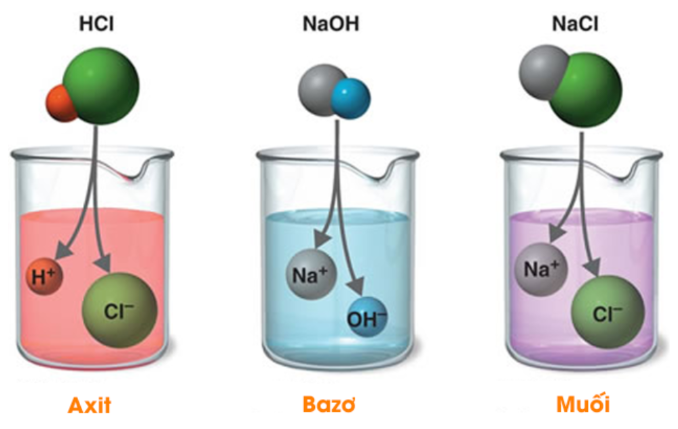 HCl
NaOH
NaCl
H⁺
Cl⁻
Na⁺
OH⁻
Na⁺
Cl⁻
Axit
Bazơ
Muối